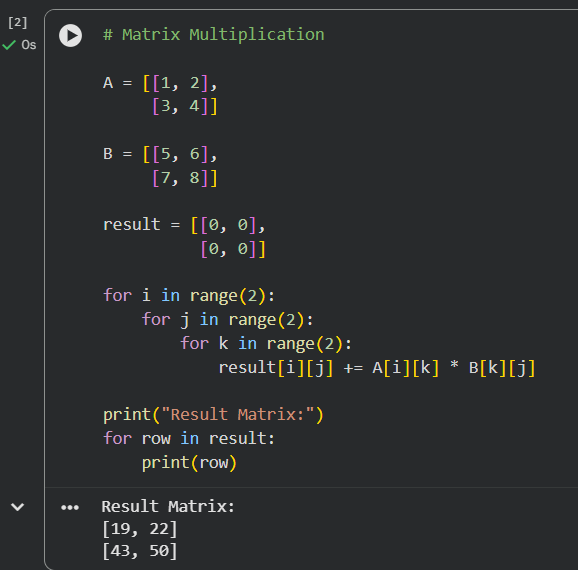 [2]
0s
# Matrix Multiplication
A = [[1, 2],
[3, 4]]
B = [[5, 6],
[7, 8]]
result = [[0, 0],
[0, 0]]
for i in range(2):
for j in range(2):
for k in range(2):
result[i][j] += A[i][k] * B[k][j]
print("Result Matrix:")
for row in result:
print(row)
Result Matrix:
[19, 22]
[43, 50]